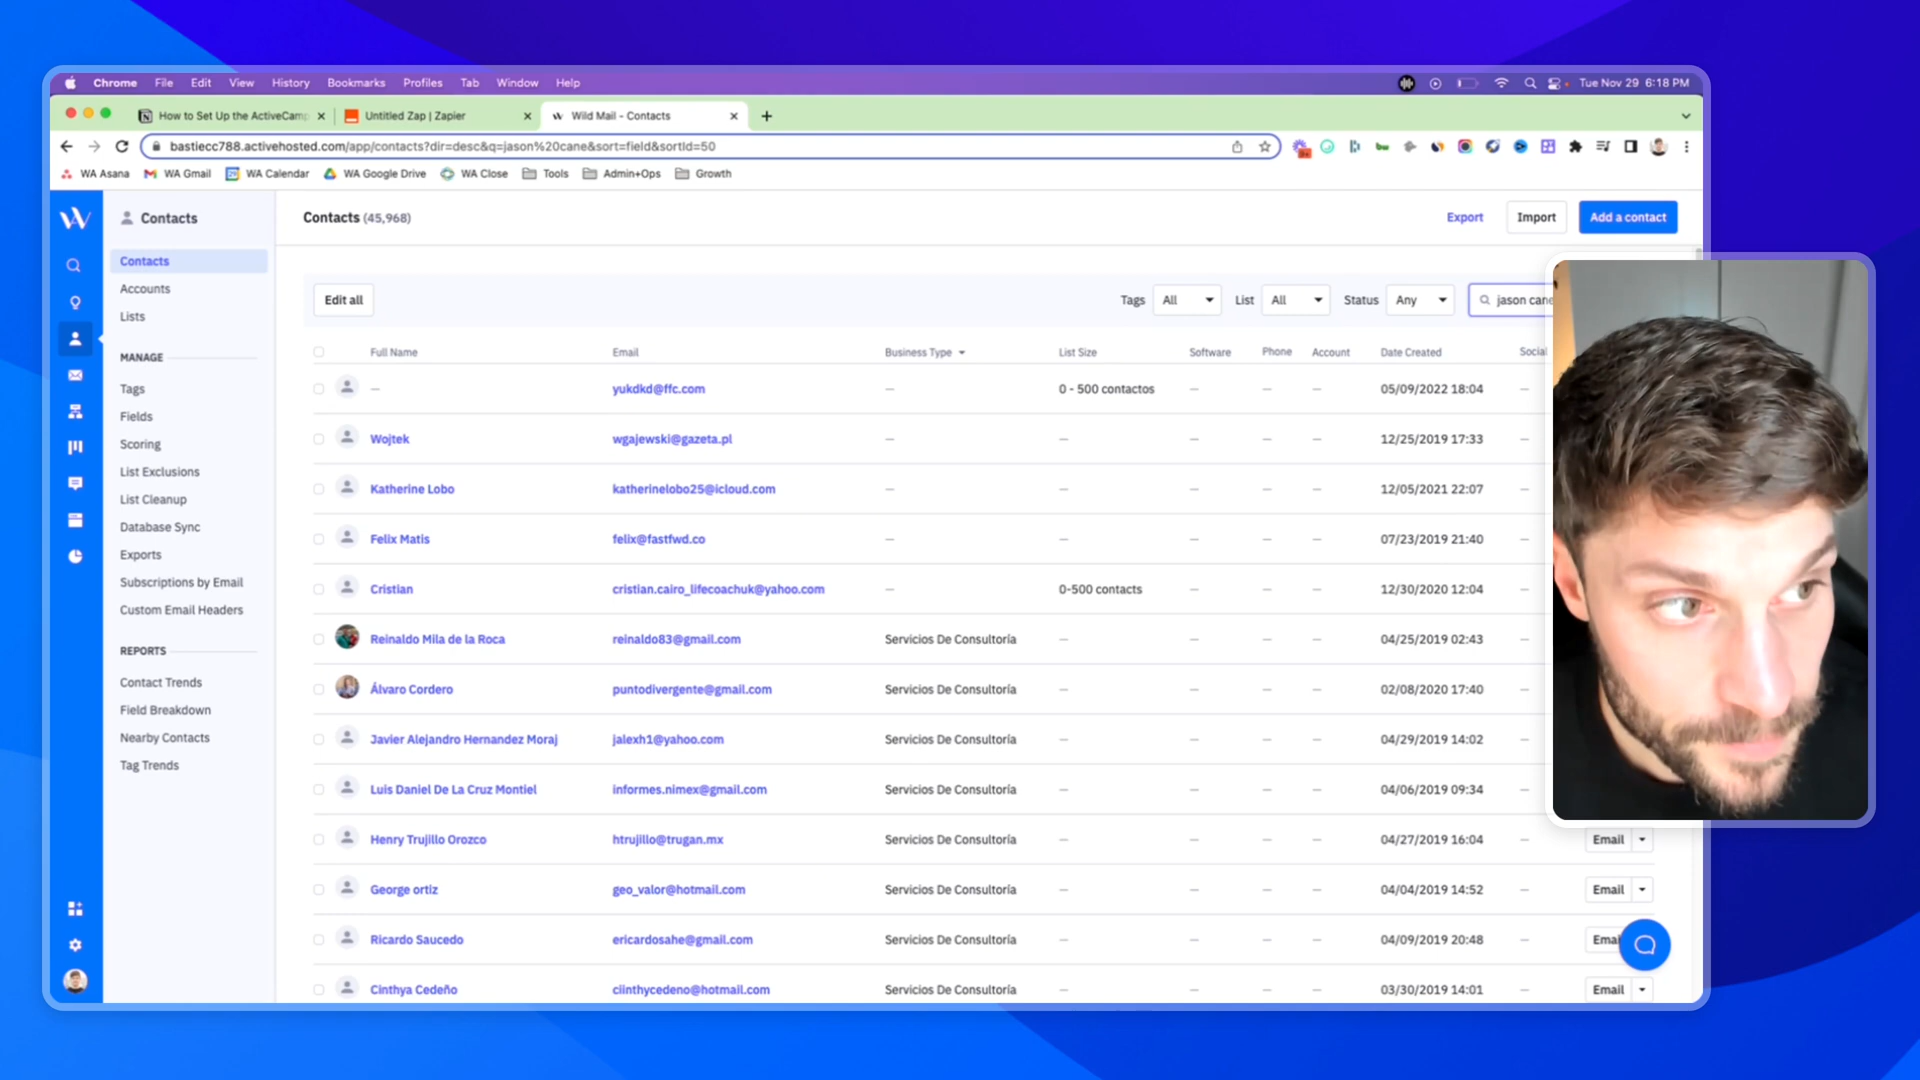 Chrome File Edit View History Bookmarks Profiles Tab Window Help Tue Nov 29 6:18 PM
How to Set Up the ActiveCamp Untitled Zap | Zapier Wild Mail - Contacts
bastiecc788.activehosted.com/app/contacts?dir=desc&q=jason%20cane&sort=field&sortId=50
WA Asana WA Gmail WA Calendar WA Google Drive WA Close Tools Admin+Ops Growth
Contacts
Contacts
Accounts
Lists
MANAGE
Tags
Fields
Scoring
List Exclusions
List Cleanup
Database Sync
Exports
Subscriptions by Email
Custom Email Headers
REPORTS
Contact Trends
Field Breakdown
Nearby Contacts
Tag Trends
Contacts (45,968) Export Import Add a contact
Edit all Tags All List All Status Any jason cane
Full Name Email Business Type List Size Software Phone Account Date Created Social
— yukdkd@ffc.com — 0 - 500 contactos — — — 05/09/2022 18:04 —
Wojtek wgajewski@gazeta.pl — — — — — 12/25/2019 17:33 —
Katherine Lobo katherinelobo25@icloud.com — — — — — 12/05/2021 22:07 —
Felix Matis felix@fastfwd.co — — — — — 07/23/2019 21:40 —
Cristian cristian.cairo_lifecoachuk@yahoo.com — 0-500 contacts — — — 12/30/2020 12:04 —
Reinaldo Mila de la Roca reinaldo83@gmail.com Servicios De Consultoría — — — — 04/25/2019 02:43 —
Álvaro Cordero puntodivergente@gmail.com Servicios De Consultoría — — — — 02/08/2020 17:40 —
Javier Alejandro Hernandez Moraj jalexh1@yahoo.com Servicios De Consultoría — — — — 04/29/2019 14:02 —
Luis Daniel De La Cruz Montiel informes.nimex@gmail.com Servicios De Consultoría — — — — 04/06/2019 09:34 —
Henry Trujillo Orozco htrujillo@trugan.mx Servicios De Consultoría — — — — 04/27/2019 16:04 — Email
George ortiz geo_valor@hotmail.com Servicios De Consultoría — — — — 04/04/2019 14:52 — Email
Ricardo Saucedo ericardosahe@gmail.com Servicios De Consultoría — — — — 04/09/2019 20:48 — Emai
Cinthya Cedeño ciinthycedeno@hotmail.com Servicios De Consultoría — — — — 03/30/2019 14:01 — Email